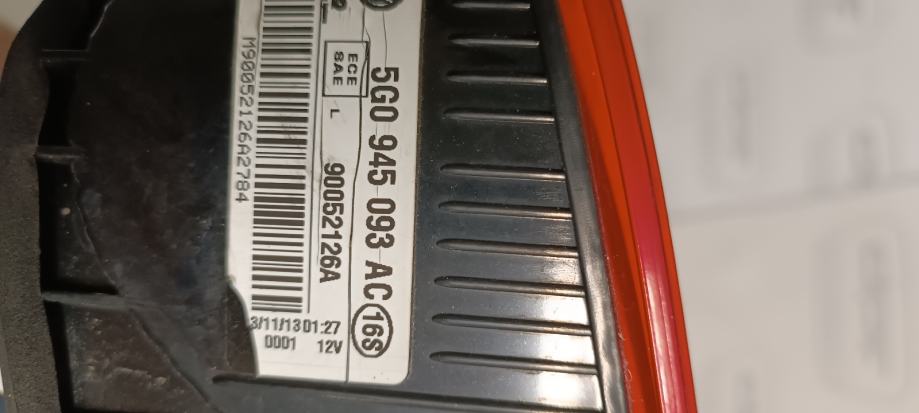 5G0 945 093 AC 16S
ECE
SAE
L 90052126A
M90052126A2784
3/11/13 01:27
0001 12V